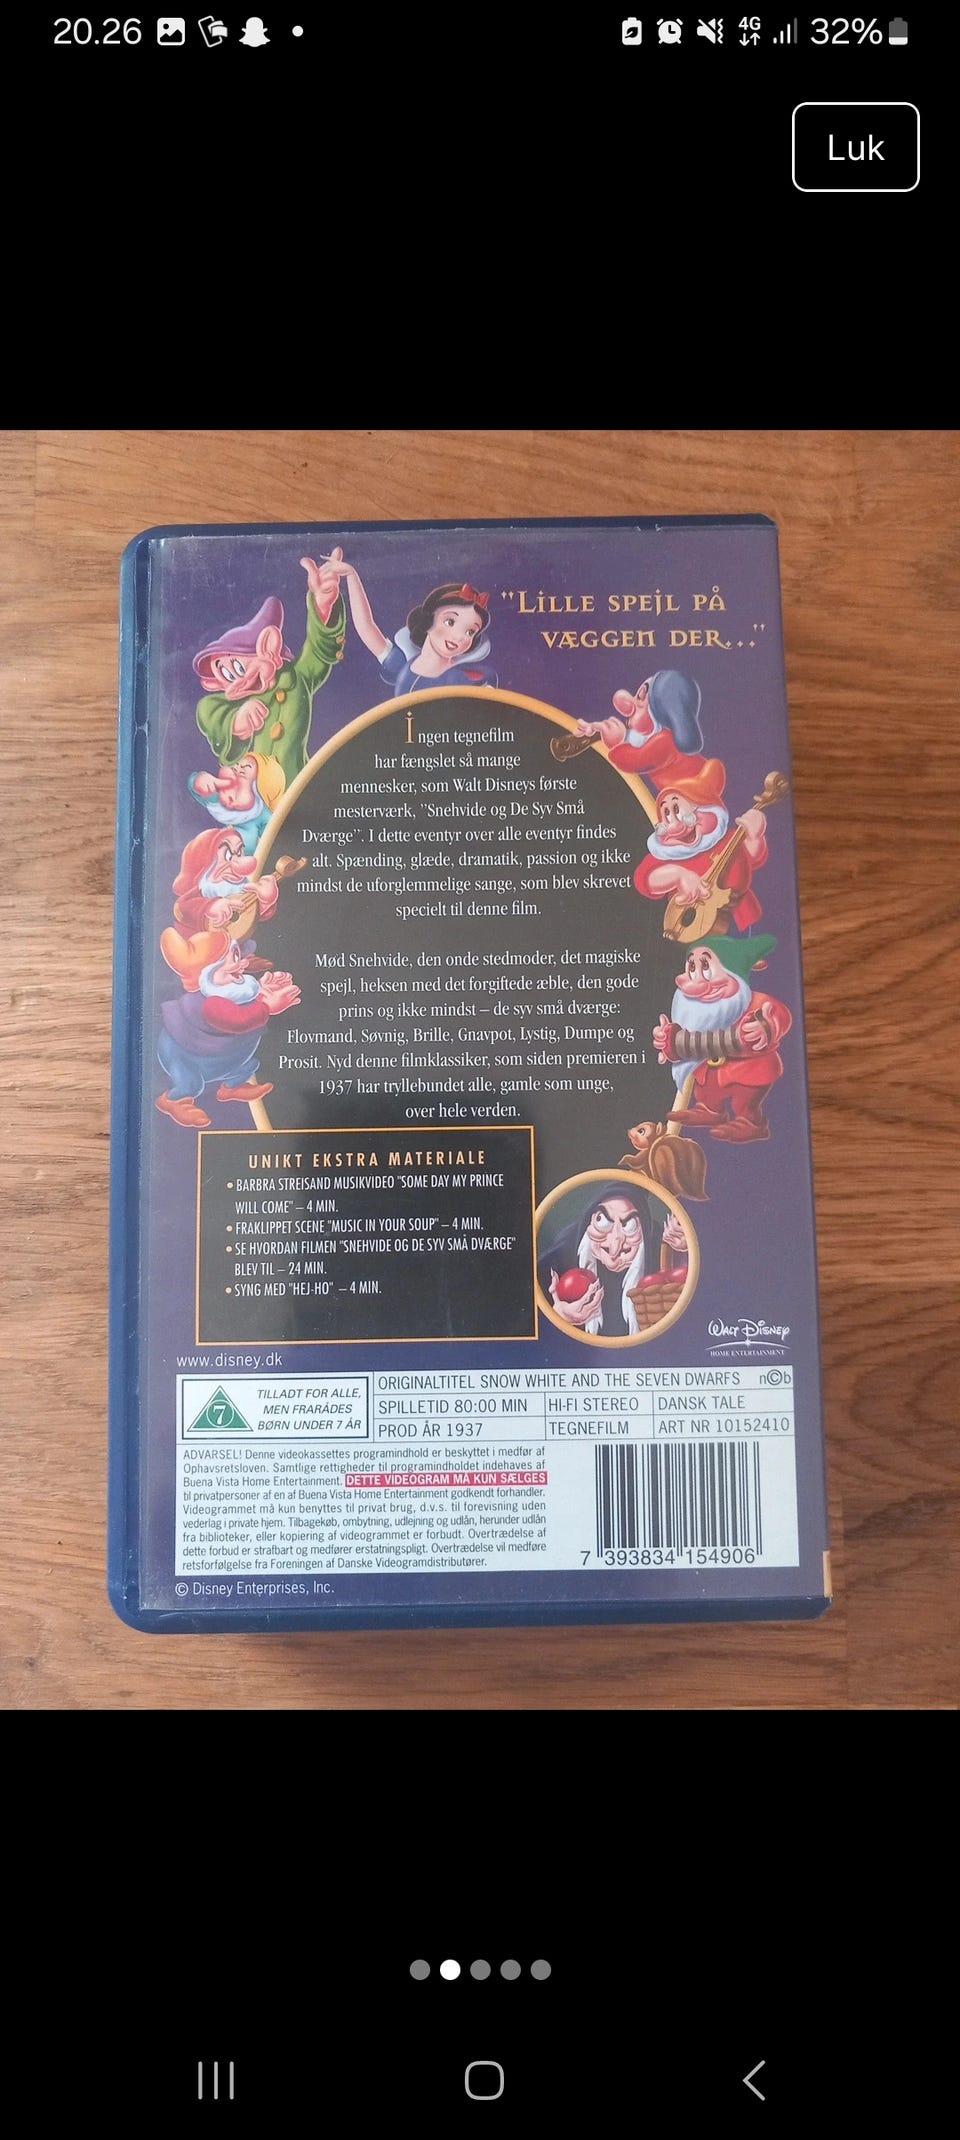 20.26
4G
32%
Luk
"LILLE SPEJL PÅ
VÆGGEN DER..."
Ingen tegnefilm
har fængslet så mange
mennesker, som Walt Disneys første
mesterværk, "Snehvide og De Syv Små
Dværge". I dette eventyr over alle eventyr findes
alt. Spænding, glæde, dramatik, passion og ikke
mindst de uforglemmelige sange, som blev skrevet
specielt til denne film.
Mød Snehvide, den onde stedmoder, det magiske
spejl, heksen med det forgiftede æble, den gode
prins og ikke mindst – de syv små dværge:
Flovmand, Søvnig, Brille, Gnavpot, Lystig, Dumpe og
Prosit. Nyd denne filmklassiker, som siden premieren i
1937 har tryllebundet alle, gamle som unge,
over hele verden.
UNIKT EKSTRA MATERIALE
• BARBRA STREISAND MUSIKVIDEO "SOME DAY MY PRINCE
WILL COME" – 4 MIN.
• FRAKLIPPET SCENE "MUSIC IN YOUR SOUP" – 4 MIN.
• SE HVORDAN FILMEN "SNEHVIDE OG DE SYV SMÅ DVÆRGE"
BLEV TIL – 24 MIN.
• SYNG MED "HEJ-HO" – 4 MIN.
WALT DISNEY
HOME ENTERTAINMENT
www.disney.dk
7
TILLADT FOR ALLE,
MEN FRARÅDES
BØRN UNDER 7 ÅR
ORIGINALTITEL SNOW WHITE AND THE SEVEN DWARFS n©b
SPILLETID 80:00 MIN HI-FI STEREO DANSK TALE
PROD ÅR 1937 TEGNEFILM ART NR 10152410
ADVARSEL! Denne videokassettes programindhold er beskyttet i medfør af
Ophavsretsloven. Samtlige rettigheder til programindholdet indehaves af
Buena Vista Home Entertainment. DETTE VIDEOGRAM MÅ KUN SÆLGES
til privatpersoner af en af Buena Vista Home Entertainment godkendt forhandler.
Videogrammet må kun benyttes til privat brug, d.v.s. til forevisning uden
vederlag i private hjem. Tilbagekøb, ombytning, udlejning og udlån, herunder udlån
fra biblioteker, eller kopiering af videogrammet er forbudt. Overtrædelse af
dette forbud er strafbart og medfører erstatningspligt. Overtrædelse vil medføre
retsforfølgelse fra Foreningen af Danske Videogramdistributører.
7 393834 154906
© Disney Enterprises, Inc.